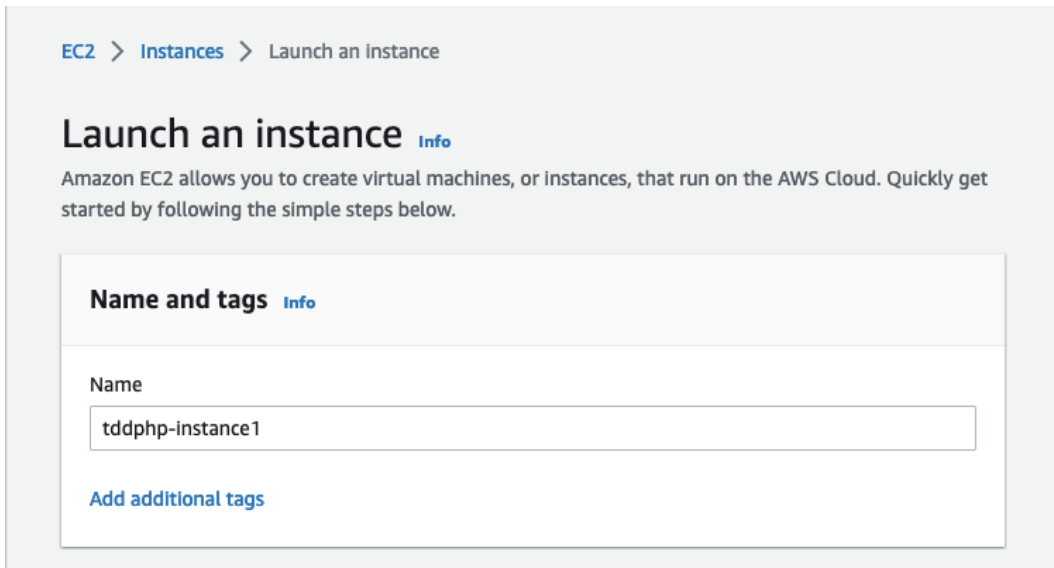 EC2 > Instances > Launch an instance
Launch an instance Info
Amazon EC2 allows you to create virtual machines, or instances, that run on the AWS Cloud. Quickly get
started by following the simple steps below.
Name and tags Info
Name
tddphp-instance1
Add additional tags